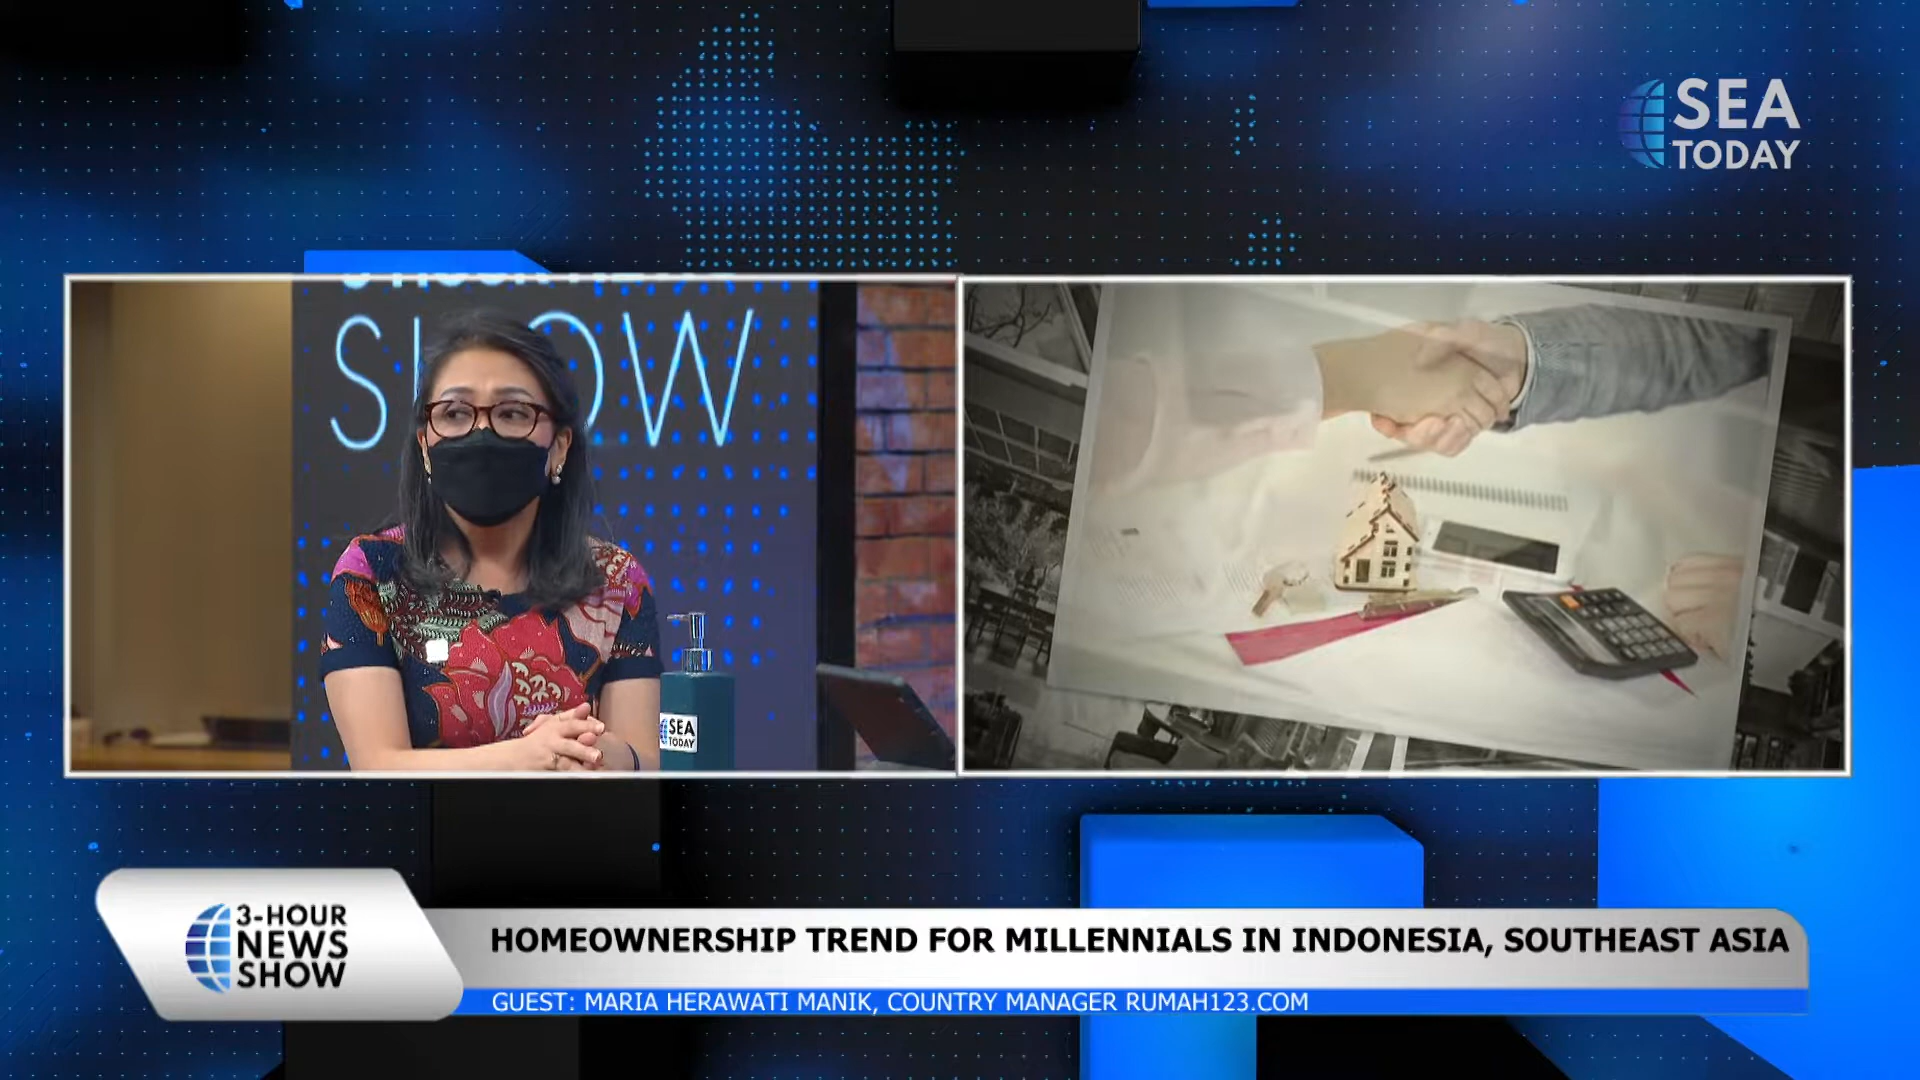 SEA
TODAY
SHOW
SEA
TODAY
3-HOUR
NEWS
SHOW
HOMEOWNERSHIP TREND FOR MILLENNIALS IN INDONESIA, SOUTHEAST ASIA
GUEST: MARIA HERAWATI MANIK, COUNTRY MANAGER RUMAH123.COM